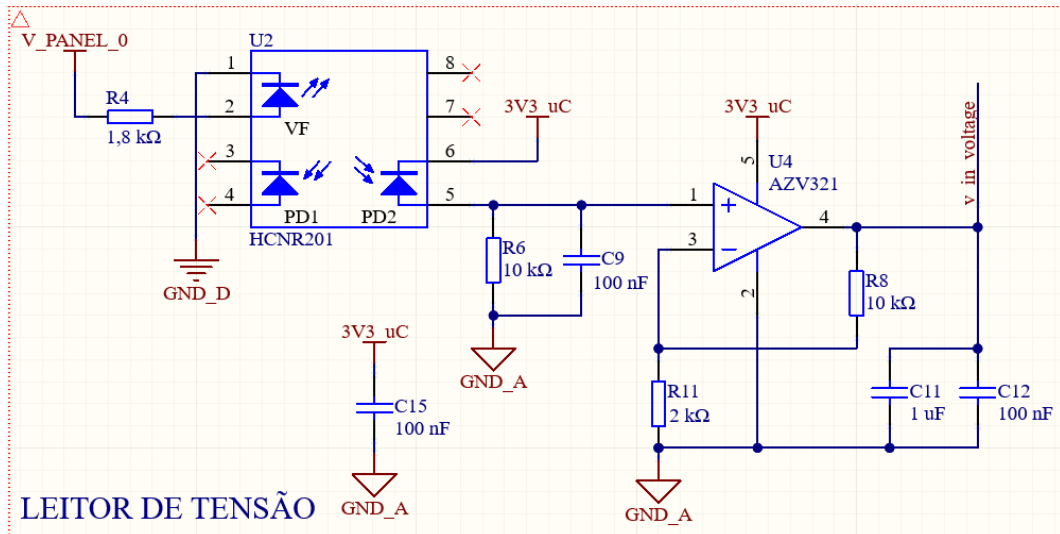 V_PANEL_0
R4
1,8 kΩ
U2
1
2
3
4
VF
PD1
PD2
8
7
6
5
HCNR201
GND_D
3V3_uC
R6
10 kΩ
C9
100 nF
GND_A
3V3_uC
U4
AZV321
5
1
3
4
2
v in voltage
R8
10 kΩ
R11
2 kΩ
C11
1 uF
C12
100 nF
GND_A
3V3_uC
C15
100 nF
GND_A
LEITOR DE TENSÃO